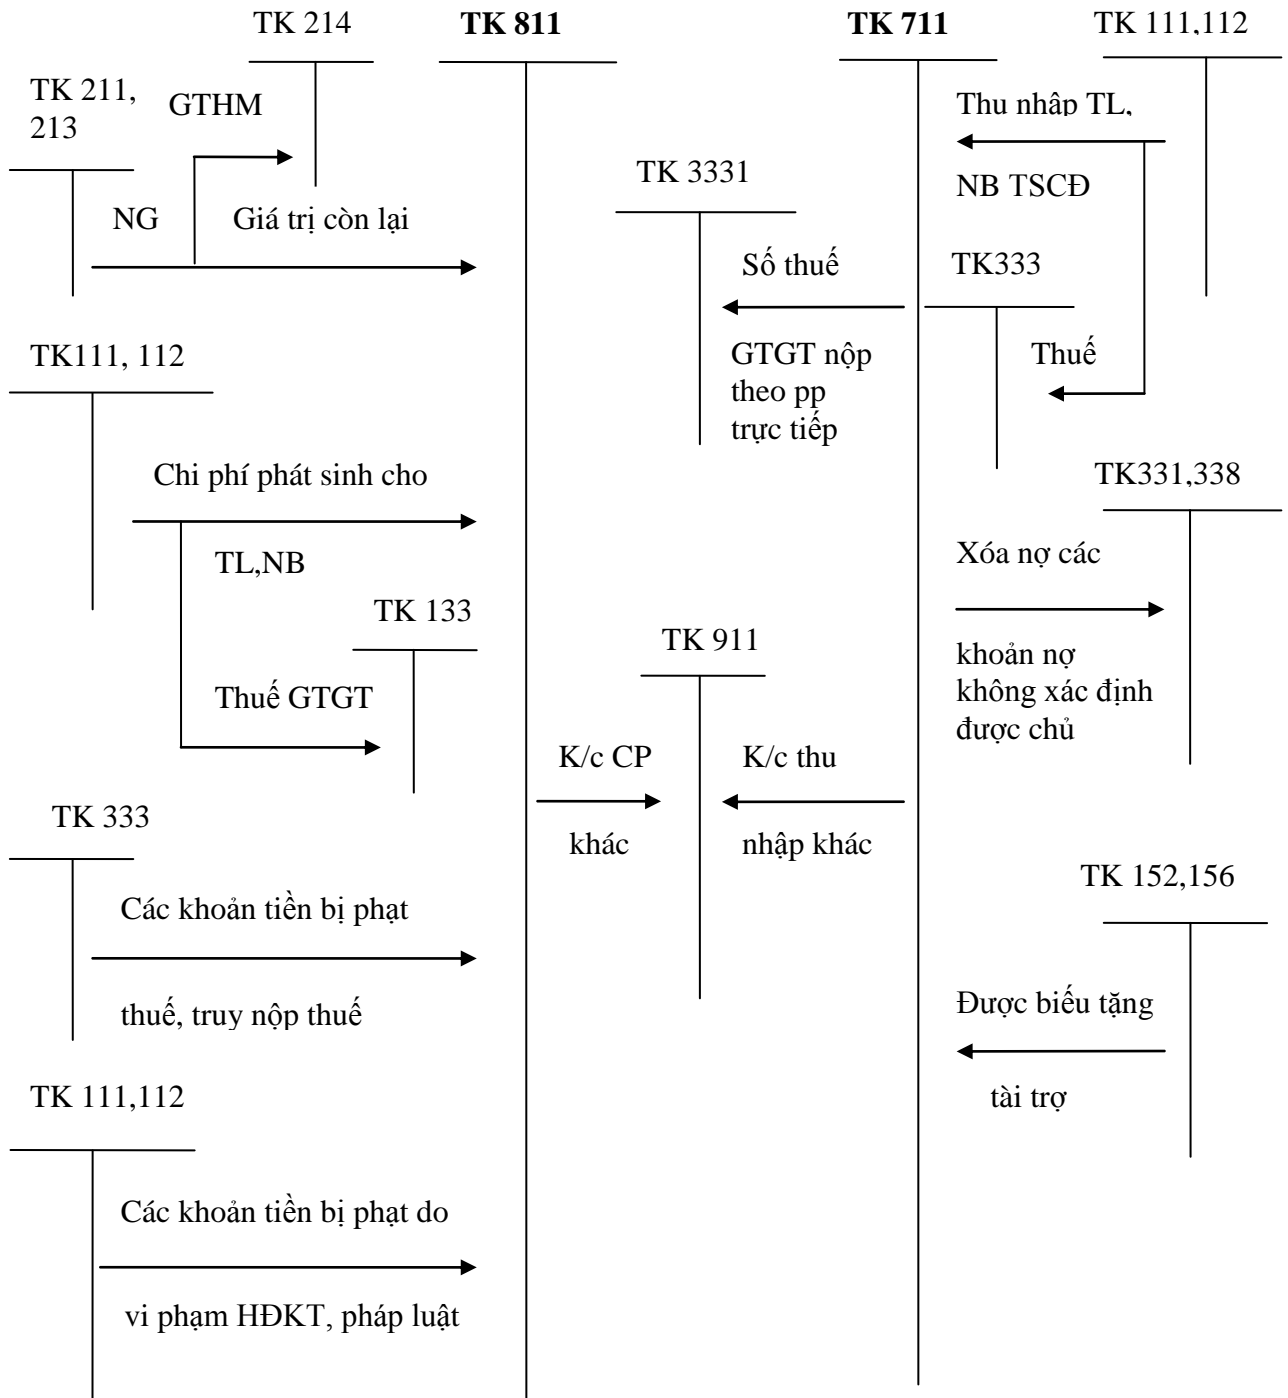 TK 214
TK 811
TK 711
TK 111,112
TK 211,
213
GTHM
NG
Giá trị còn lại
TK 3331
Số thuế
GTGT nộp
theo pp
trực tiếp
Thu nhập TL,
NB TSCĐ
TK333
Thuế
TK111, 112
Chi phí phát sinh cho
TL,NB
TK 133
Thuế GTGT
TK331,338
Xóa nợ các
khoản nợ
không xác định
được chủ
TK 911
K/c CP
khác
K/c thu
nhập khác
TK 333
Các khoản tiền bị phạt
thuế, truy nộp thuế
TK 152,156
Được biếu tặng
tài trợ
TK 111,112
Các khoản tiền bị phạt do
vi phạm HĐKT, pháp luật